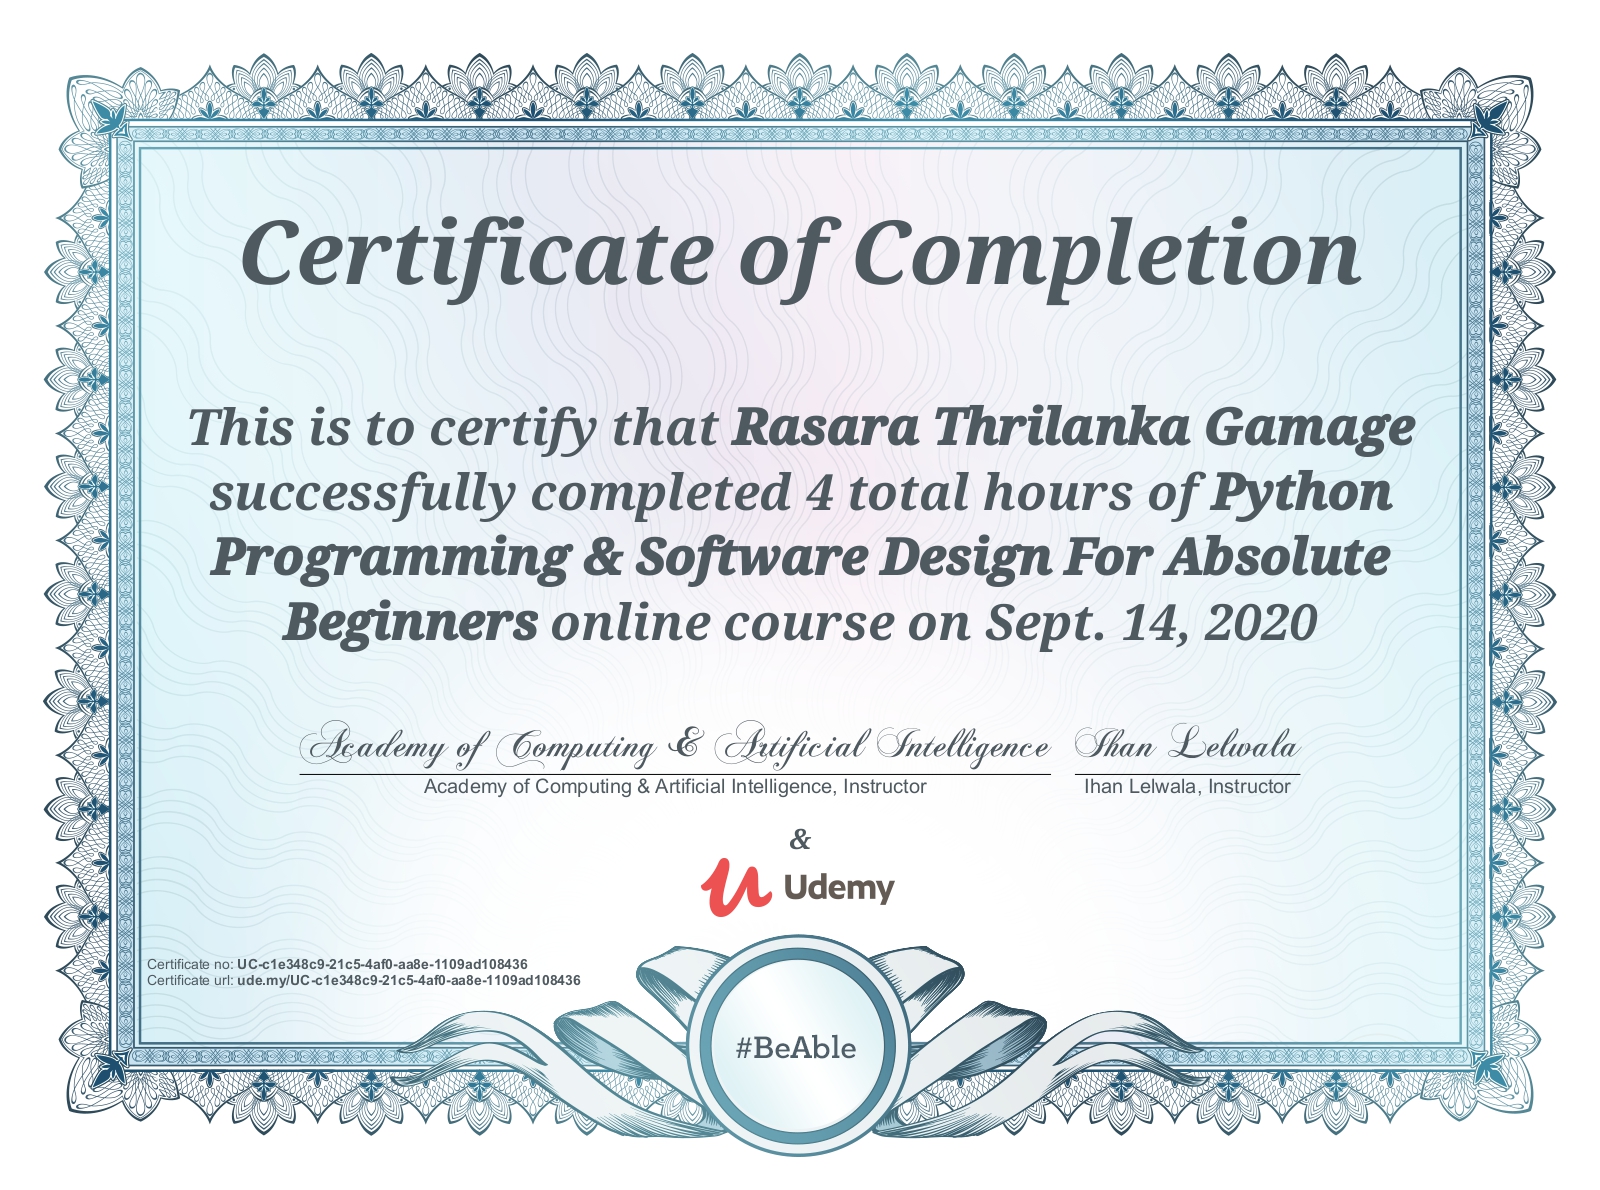 Certificate of Completion
This is to certify that Rasara Thrilanka Gamage
successfully completed 4 total hours of Python
Programming & Software Design For Absolute
Beginners online course on Sept. 14, 2020
Academy of Computing & Artificial Intelligence Ihan Lelwala
Academy of Computing & Artificial Intelligence, Instructor Ihan Lelwala, Instructor
&
Udemy
Certificate no: UC-c1e348c9-21c5-4af0-aa8e-1109ad108436
Certificate url: ude.my/UC-c1e348c9-21c5-4af0-aa8e-1109ad108436
#BeAble